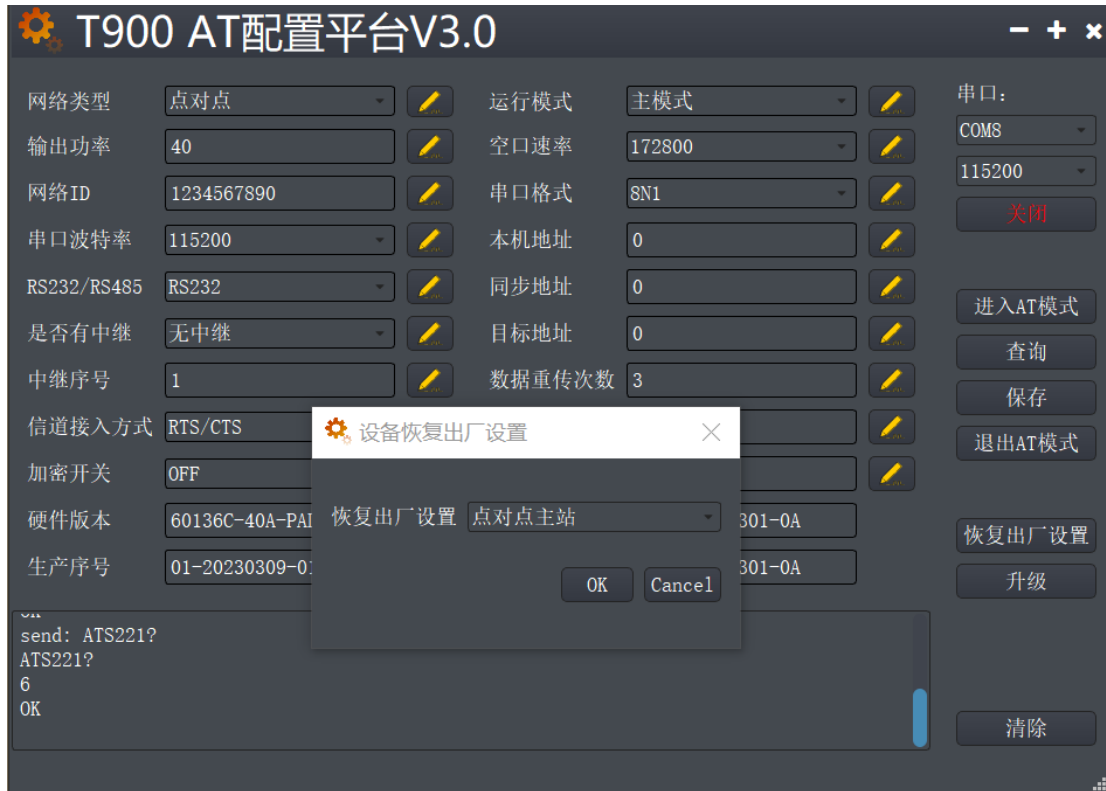 T900 AT配置平台V3.0
网络类型 点对点 运行模式 主模式 串口:
输出功率 40 空口速率 172800 COM8
网络ID 1234567890 串口格式 8N1 115200
关闭
串口波特率 115200 本机地址 0
RS232/RS485 RS232 同步地址 0
进入AT模式
是否有中继 无中继 目标地址 0
查询
中继序号 1 数据重传次数 3
保存
信道接入方式 RTS/CTS
退出AT模式
设备恢复出厂设置
加密开关 OFF
硬件版本 60136C-40A-PA 301-0A
恢复出厂设置 点对点主站
恢复出厂设置
生产序号 01-20230309-01 301-0A
OK Cancel
升级
send: ATS221?
ATS221?
6
OK
清除